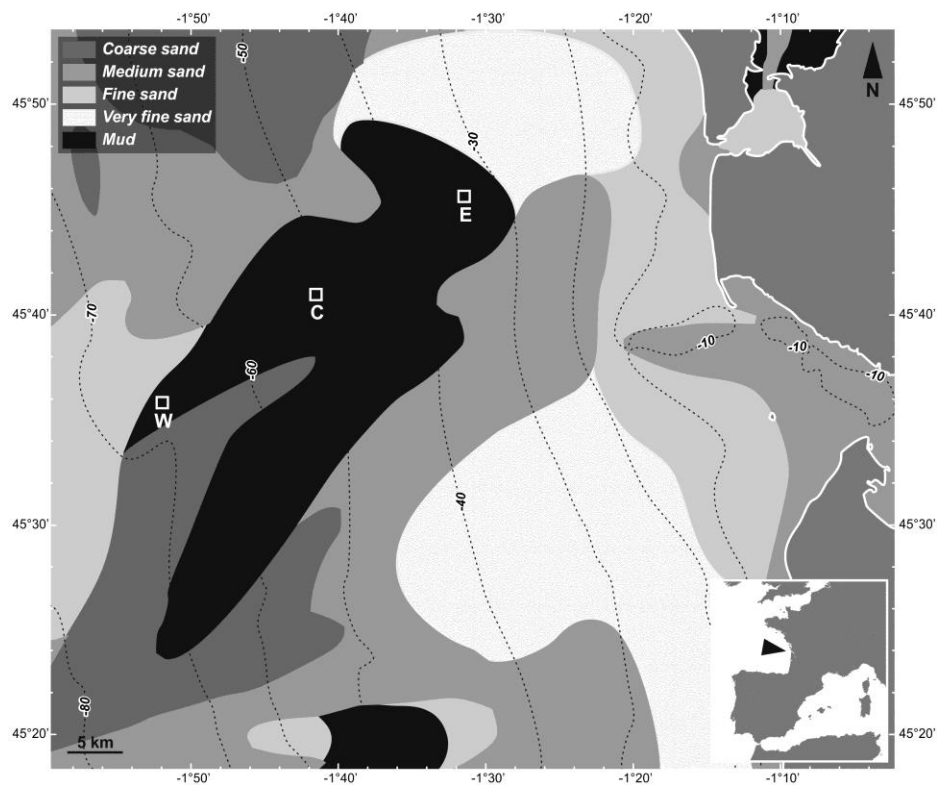 -1°50' -1°40' -1°30' -1°20' -1°10'
Coarse sand
Medium sand
Fine sand
Very fine sand
Mud
-50
N
45°50'
45°50'
-30
E
C
45°40'
45°40'
-70
-10
-10
-10
-60
W
45°30'
45°30'
-40
-80
45°20'
45°20'
5 km
-1°50' -1°40' -1°30' -1°20' -1°10'